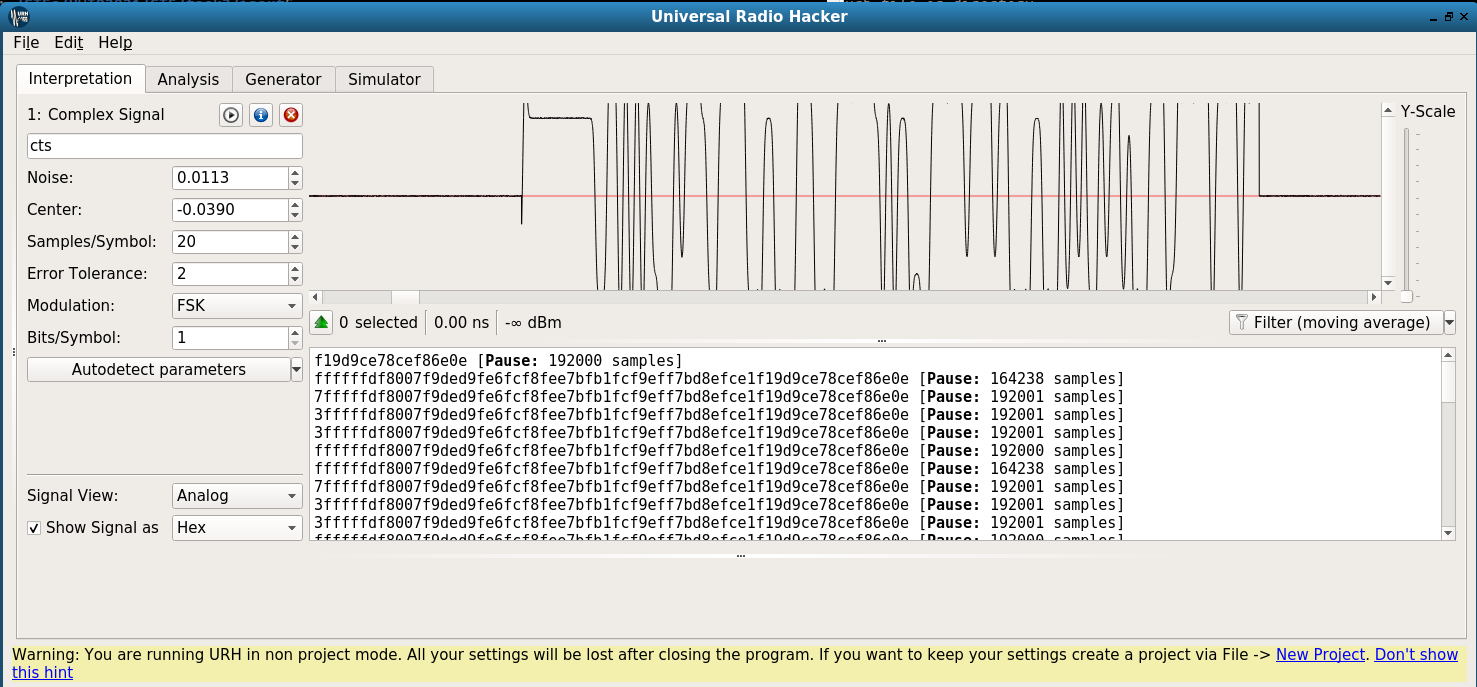 Universal Radio Hacker
File Edit Help
Interpretation Analysis Generator Simulator
1: Complex Signal
Y-Scale
cts
Noise: 0.0113
Center: -0.0390
Samples/Symbol: 20
Error Tolerance: 2
Modulation: FSK
0 selected 0.00 ns -∞ dBm Filter (moving average)
Bits/Symbol: 1
Autodetect parameters
f19d9ce78cef86e0e [Pause: 192000 samples]
ffffffdf8007f9ded9fe6fcf8fee7bfb1fcf9eff7bd8efce1f19d9ce78cef86e0e [Pause: 164238 samples]
7fffffdf8007f9ded9fe6fcf8fee7bfb1fcf9eff7bd8efce1f19d9ce78cef86e0e [Pause: 192001 samples]
3fffffdf8007f9ded9fe6fcf8fee7bfb1fcf9eff7bd8efce1f19d9ce78cef86e0e [Pause: 192001 samples]
3fffffdf8007f9ded9fe6fcf8fee7bfb1fcf9eff7bd8efce1f19d9ce78cef86e0e [Pause: 192001 samples]
ffffffdf8007f9ded9fe6fcf8fee7bfb1fcf9eff7bd8efce1f19d9ce78cef86e0e [Pause: 192000 samples]
ffffffdf8007f9ded9fe6fcf8fee7bfb1fcf9eff7bd8efce1f19d9ce78cef86e0e [Pause: 164238 samples]
7fffffdf8007f9ded9fe6fcf8fee7bfb1fcf9eff7bd8efce1f19d9ce78cef86e0e [Pause: 192001 samples]
3fffffdf8007f9ded9fe6fcf8fee7bfb1fcf9eff7bd8efce1f19d9ce78cef86e0e [Pause: 192001 samples]
3fffffdf8007f9ded9fe6fcf8fee7bfb1fcf9eff7bd8efce1f19d9ce78cef86e0e [Pause: 192001 samples]
ffffffdf8007f9ded9fe6fcf8fee7bfb1fcf9eff7bd8efce1f19d9ce78cef86e0e [Pause: 192000 samples]
Signal View: Analog
Show Signal as Hex
Warning: You are running URH in non project mode. All your settings will be lost after closing the program. If you want to keep your settings create a project via File -> New Project. Don't show
this hint